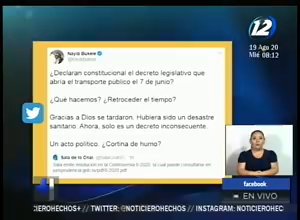 12
19 Ago 20
Mié 08:12
Nayib Bukele
¿Declaran constitucional el decreto legislativo que
abría el transporte público el 7 de junio?
¿Qué hacemos? ¿Retroceder el tiempo?
Gracias a Dios se tardaron. Hubiera sido un desastre
sanitario. Ahora, solo es un decreto inconsecuente.
Un acto político. ¿Cortina de humo?
Sala de lo Cnal.
facebook
EN VIVO
ROHECHOS+ // TWITTER: @NOTICIEROHECHOS+ // INSTAGRAM: NOTICIEROHEC